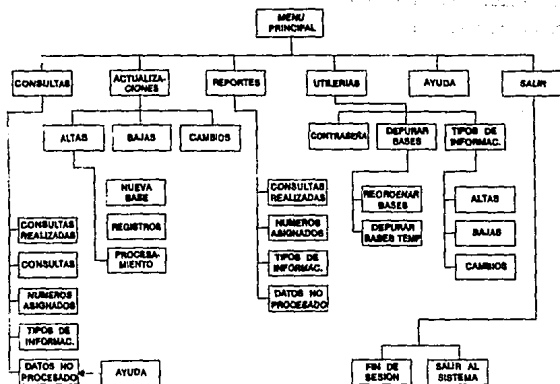 MENU
PRINCIPAL
CONSULTAS
ACTUALIZA-
CIONES
REPORTES
UTILERIAS
AYUDA
SALIR
ALTAS
BAJAS
CAMBIOS
CONTRASEÑA
DEPURAR
BASES
TIPOS DE
INFORMAC.
NUEVA
BASE
REGISTROS
PROCESA-
MIENTO
CONSULTAS
REALIZADAS
NUMEROS
ASIGNADOS
TIPOS DE
INFORMAC.
DATOS NO
PROCESADO
REORDENAR
BASES
DEPURAR
BASES TEMP
ALTAS
BAJAS
CAMBIOS
CONSULTAS
REALIZADAS
CONSULTAS
NUMEROS
ASIGNADOS
TIPOS DE
INFORMAC.
DATOS NO
PROCESADO
AYUDA
FIN DE
SESION
SALIR AL
SISTEMA